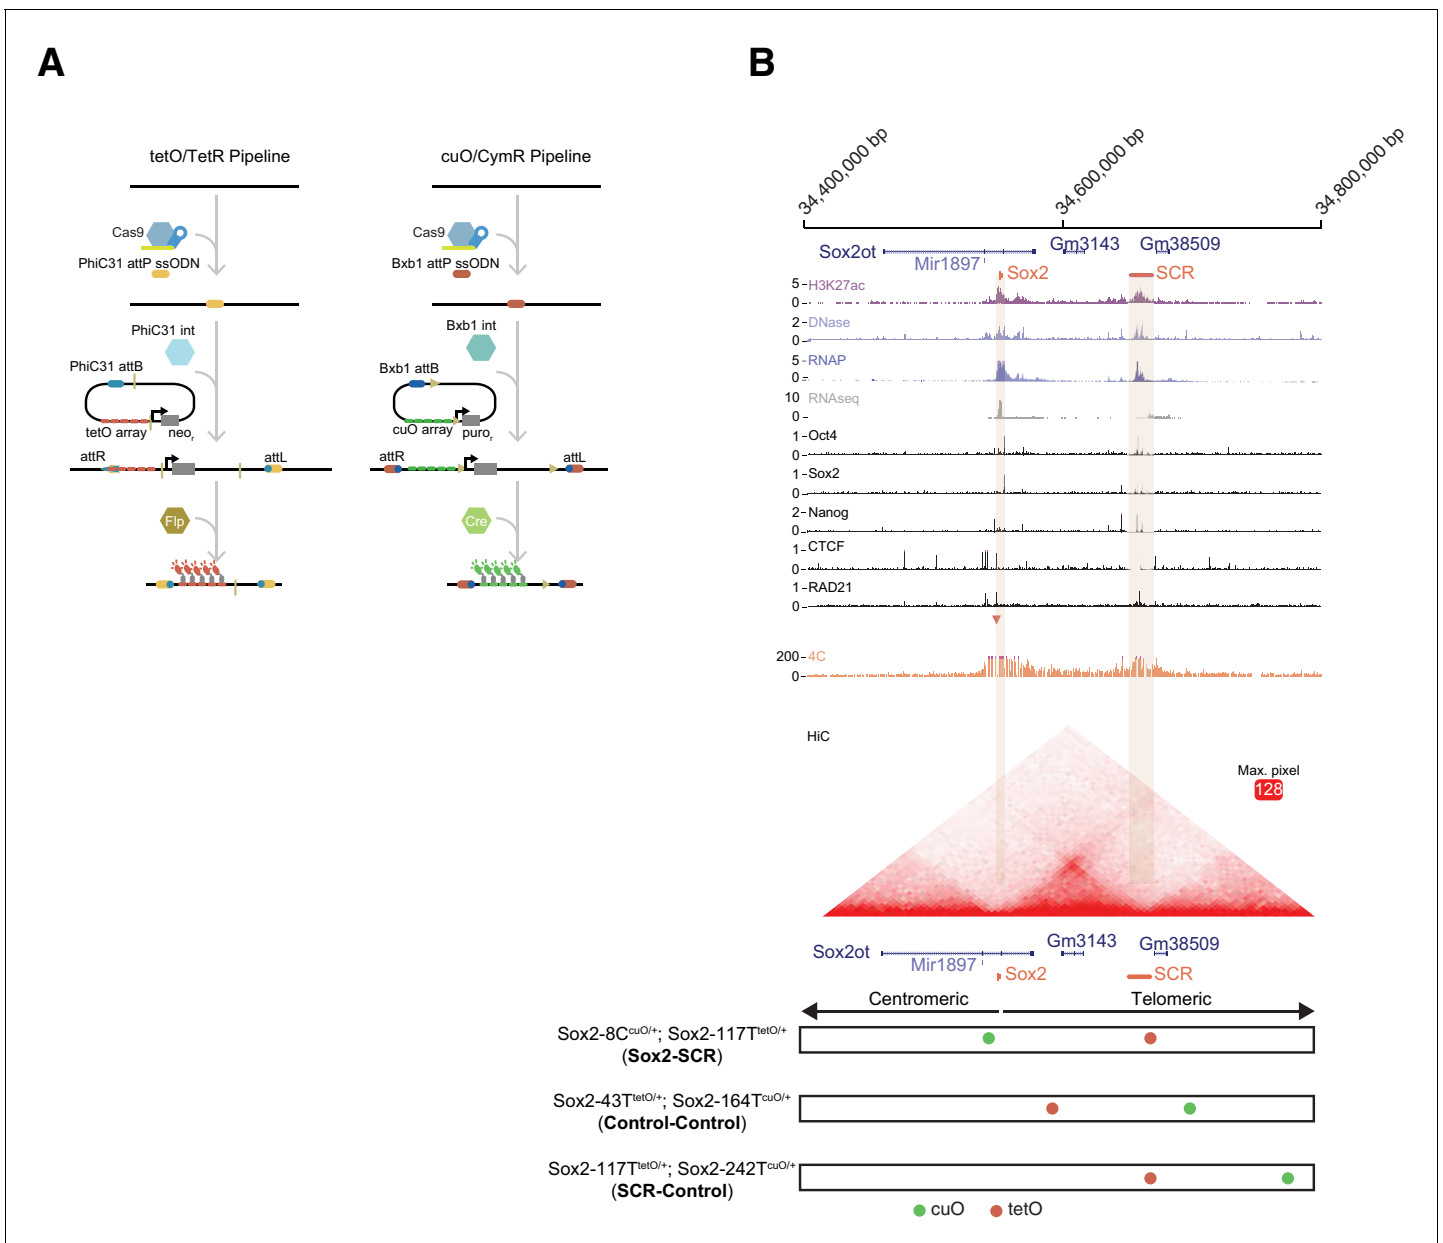 A
B
tetO/TetR Pipeline
cuO/CymR Pipeline
Cas9
PhiC31 attP ssODN
Cas9
Bxb1 attP ssODN
PhiC31 int
PhiC31 attB
tetO array
neor
Bxb1 int
Bxb1 attB
cuO array
puror
attR
attL
attR
attL
Flp
Cre
34,400,000 bp
34,600,000 bp
34,800,000 bp
Sox2ot
Mir1897
Gm3143
Gm38509
Sox2
SCR
5
0
H3K27ac
2
0
DNase
5
0
RNAP
10
0
RNAseq
1
0
Oct4
1
0
Sox2
2
0
Nanog
1
0
CTCF
1
0
RAD21
200
0
4C
HiC
Max. pixel
128
Sox2ot
Mir1897
Gm3143
Gm38509
Sox2
SCR
Centromeric
Telomeric
Sox2-8CcuO/+; Sox2-117TtetO/+
(Sox2-SCR)
Sox2-43TtetO/+; Sox2-164TcuO/+
(Control-Control)
Sox2-117TtetO/+; Sox2-242TcuO/+
(SCR-Control)
cuO
tetO